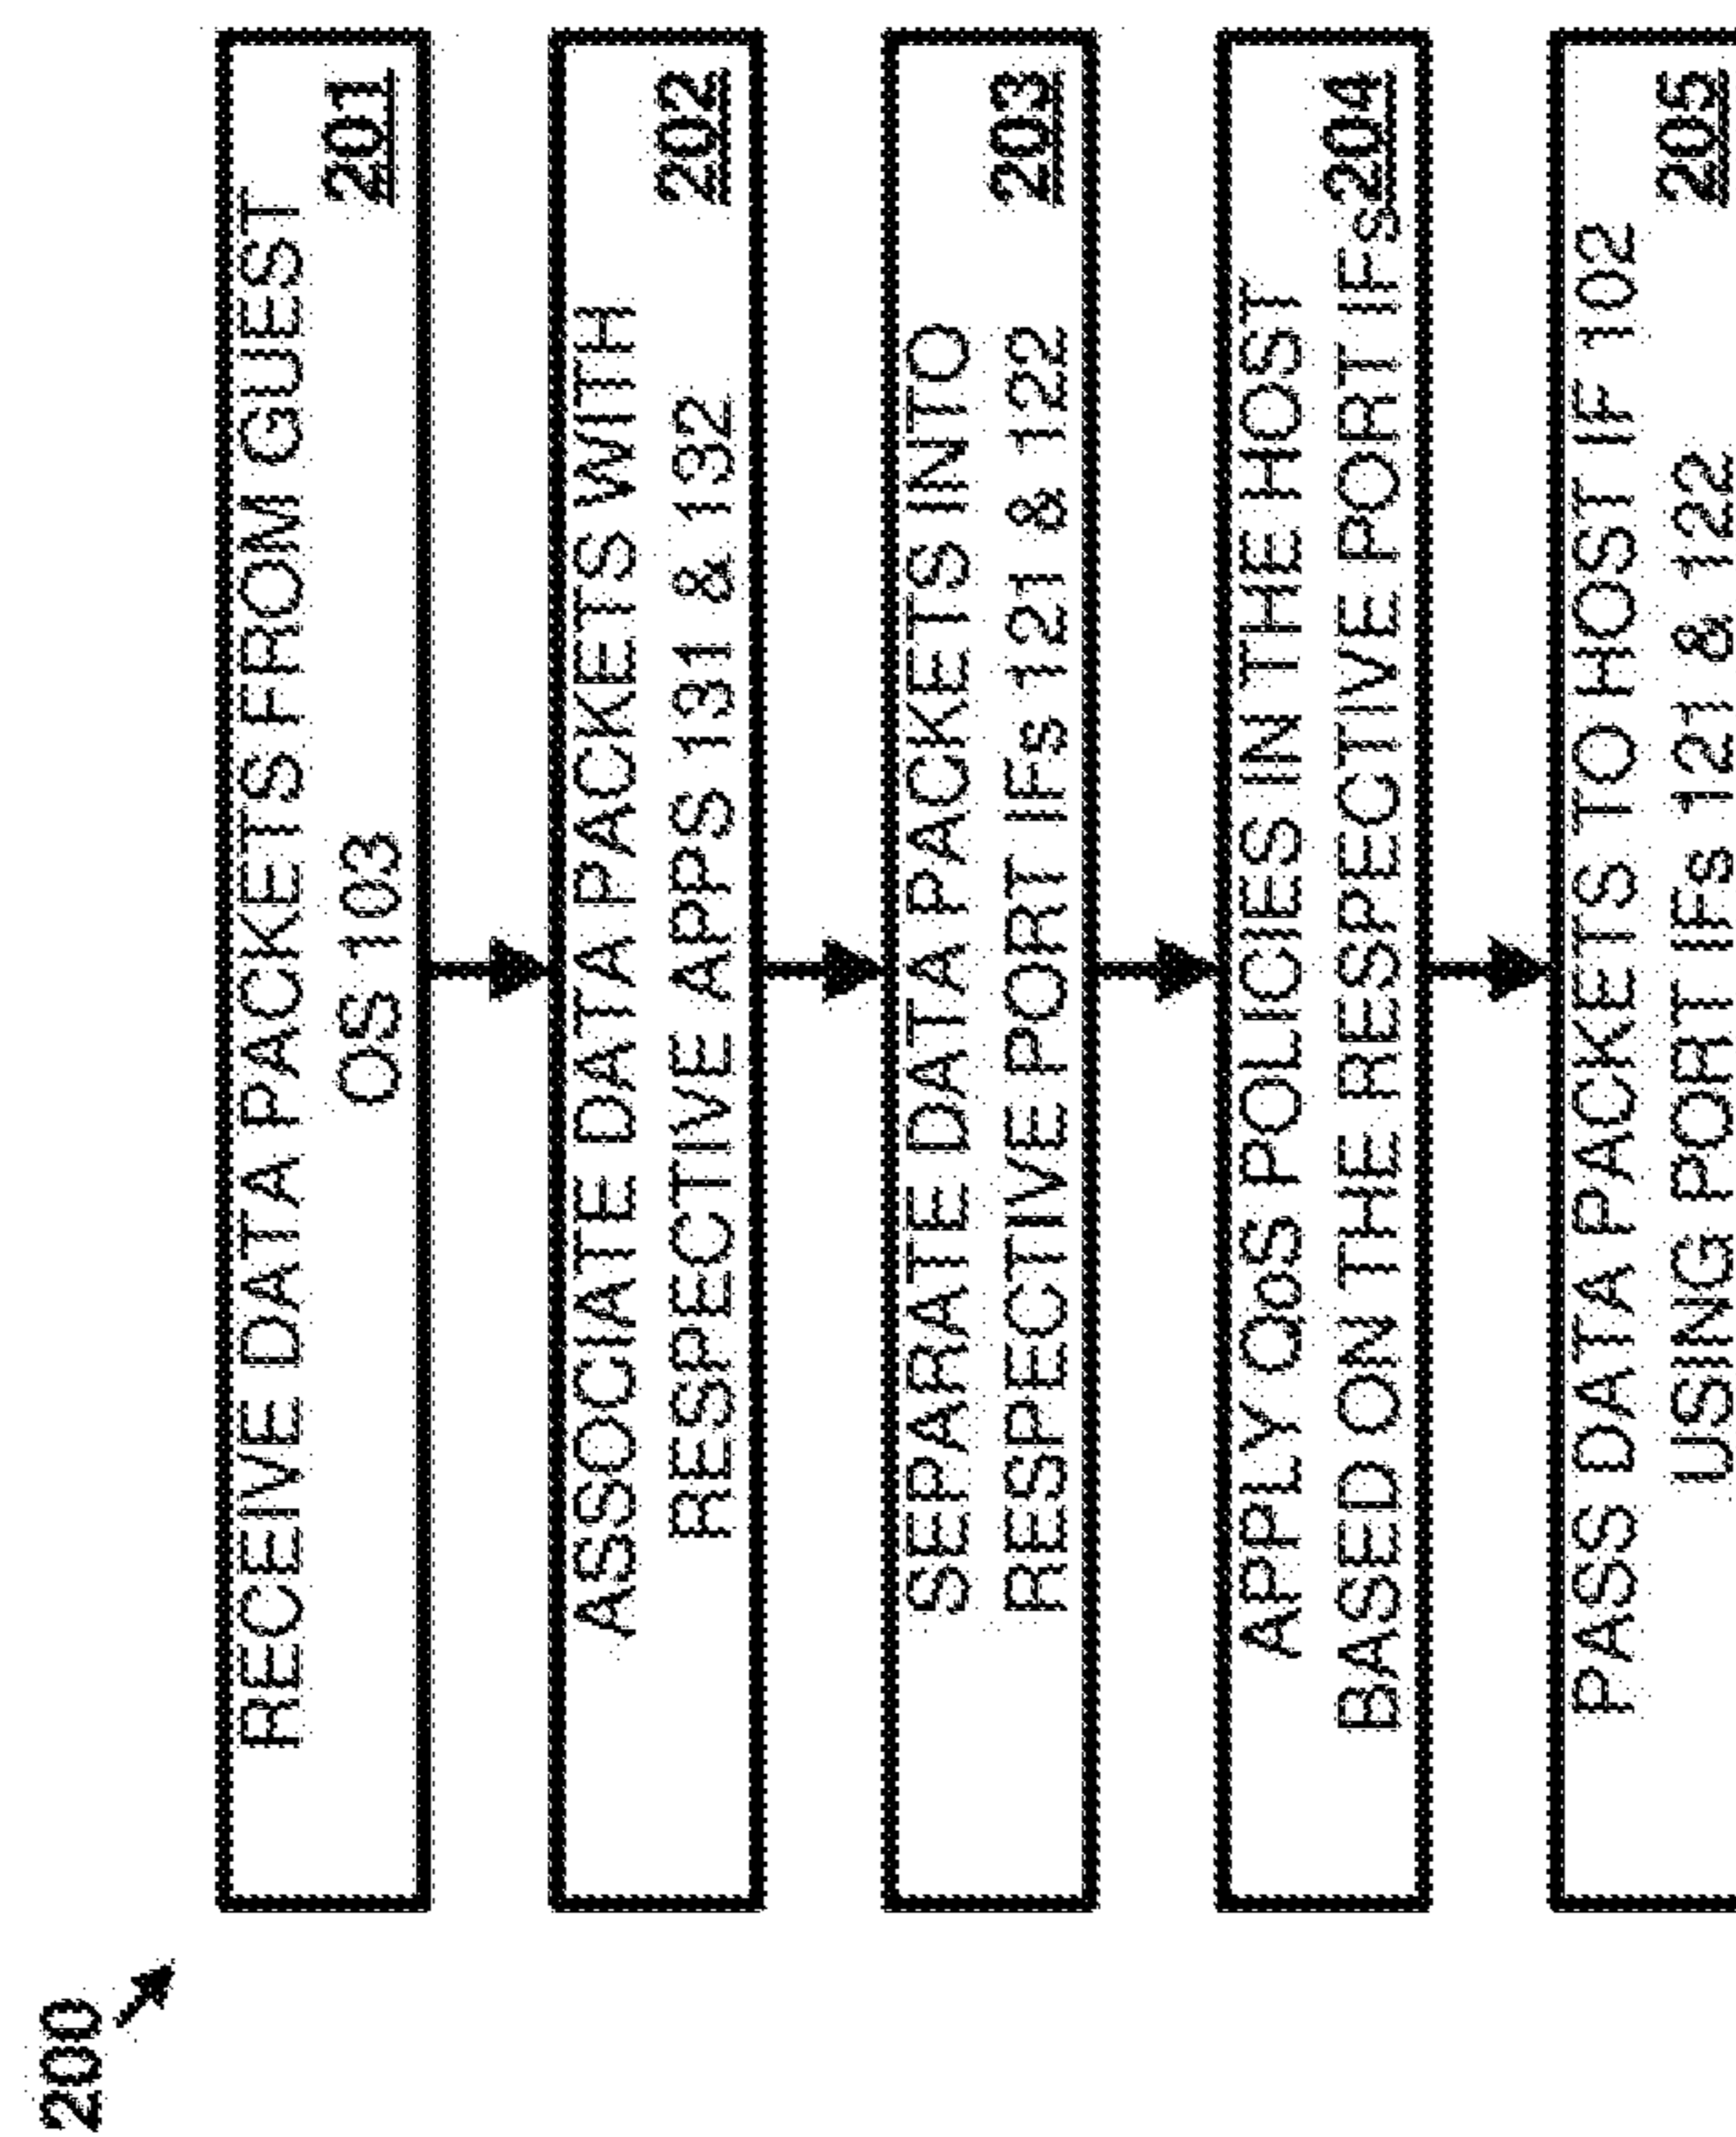 200
RECEIVE DATA PACKETS FROM GUEST
OS 103
201
ASSOCIATE DATA PACKETS WITH
RESPECTIVE APPS 131 & 132
202
SEPARATE DATA PACKETS INTO
RESPECTIVE PORT IFs 121 & 122
203
APPLY QoS POLICIES IN THE HOST
BASED ON THE RESPECTIVE PORT IFs
204
PASS DATA PACKETS TO HOST IF 102
USING PORT IFs 121 & 122
205